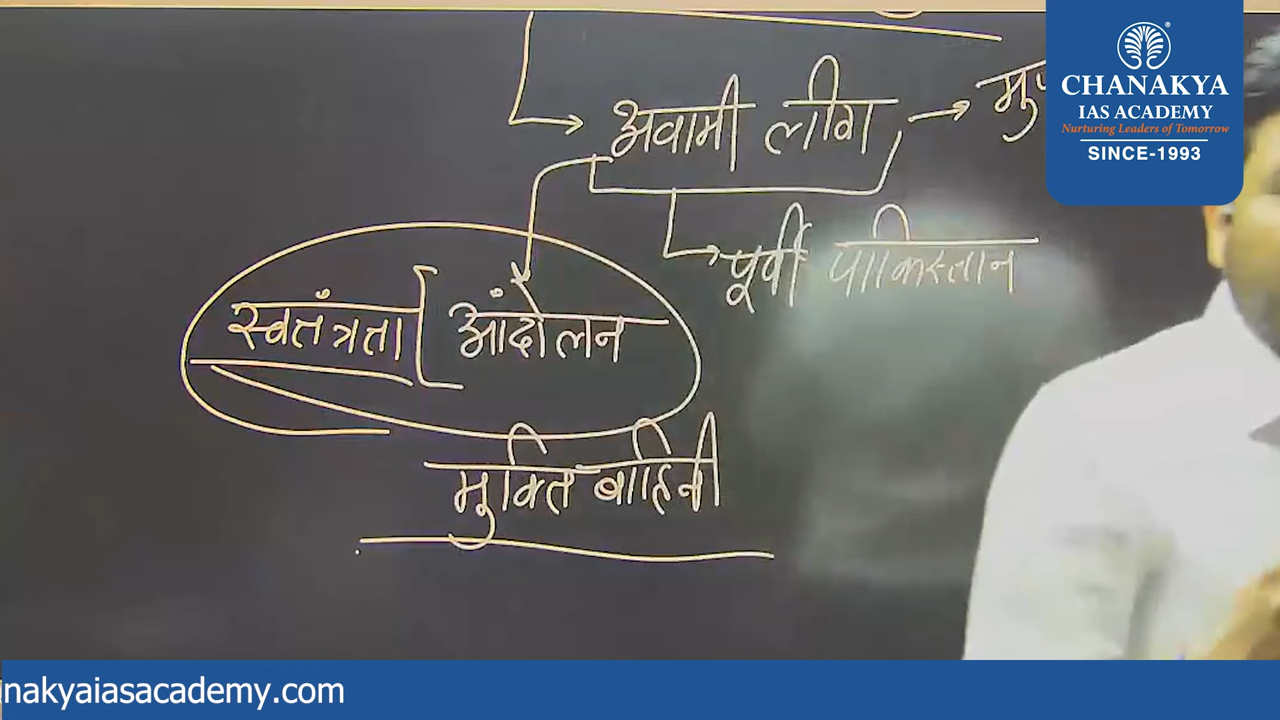 अवामी लीग → मु
CHANAKYA
IAS ACADEMY
Nurturing Leaders of Tomorrow
SINCE-1993
पूर्वी पाकिस्तान
स्वतंत्रता आंदोलन
मुक्ति बाहिनी
nakyaiasacademy.com